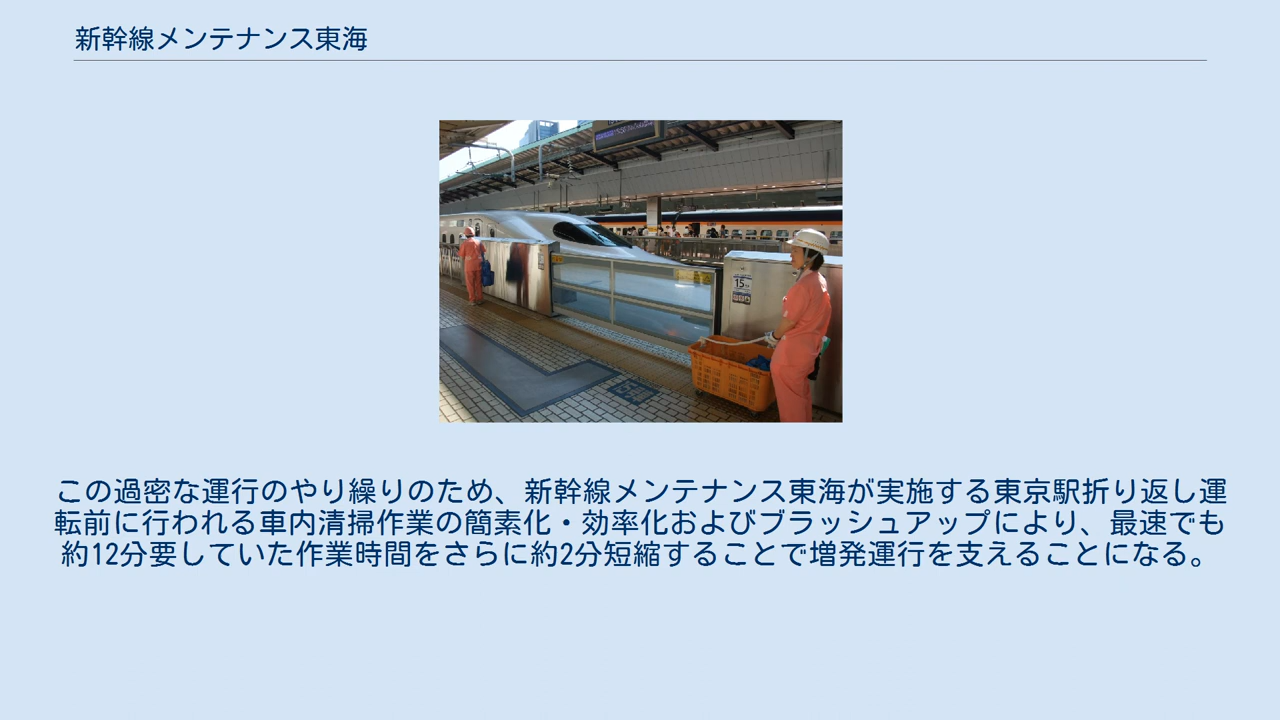 新幹線メンテナンス東海
15
この過密な運行のやり繰りのため、新幹線メンテナンス東海が実施する東京駅折り返し運
転前に行われる車内清掃作業の簡素化・効率化およびブラッシュアップにより、最速でも
約12分要していた作業時間をさらに約2分短縮することで増発運行を支えることになる。